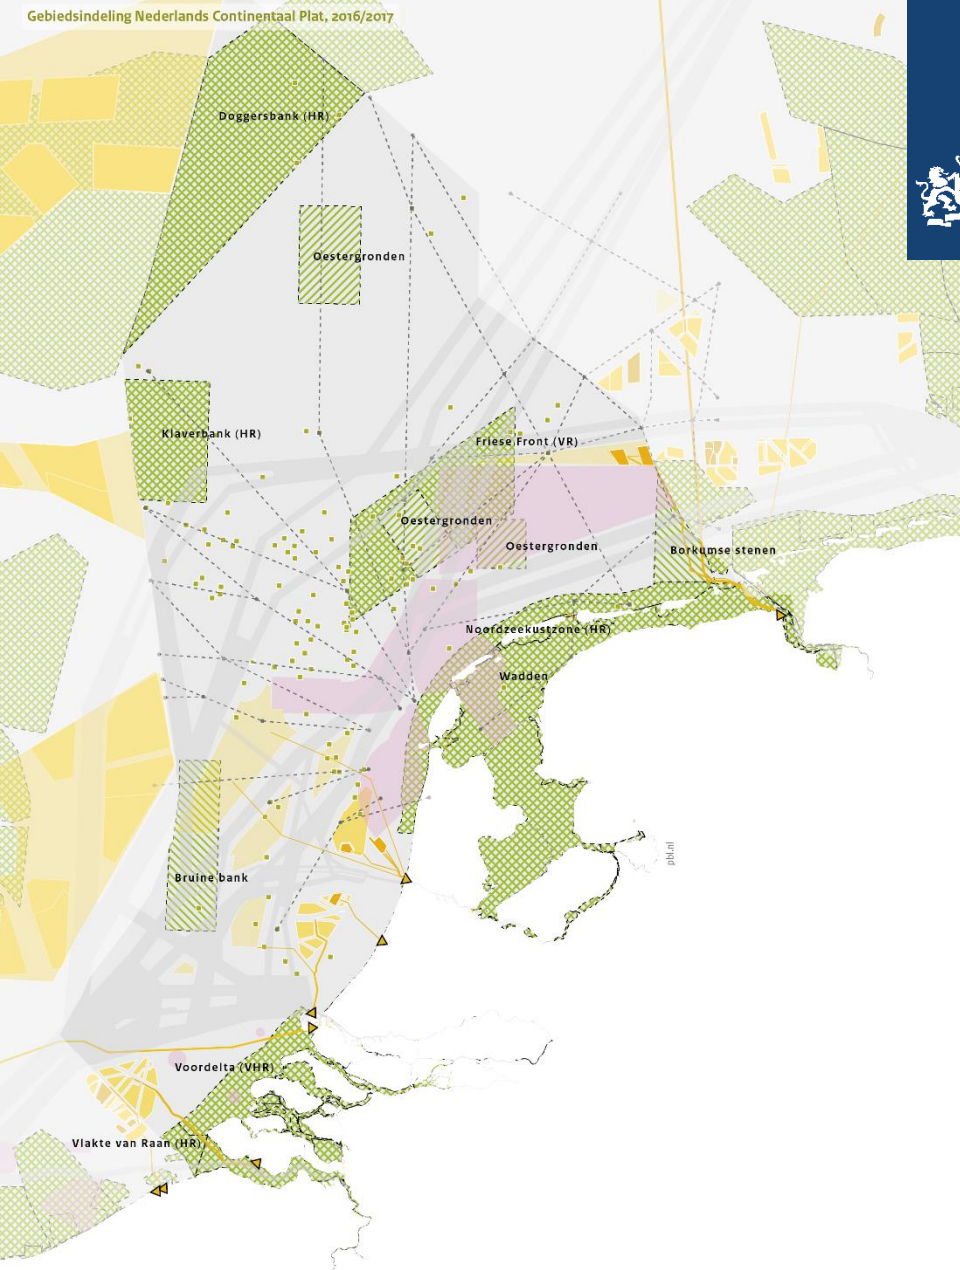 Gebiedsindeling Nederlands Continentaal Plat, 2016/2017
Doggersbank (HR)
Oestergronden
Klaverbank (HR)
Friese Front (VR)
Oestergronden
Oestergronden
Borkumse stenen
Noordzeekustzone (HR)
Wadden
pbl.nl
Bruine bank
Voordelta (VHR)
Vlakte van Raan (HR)